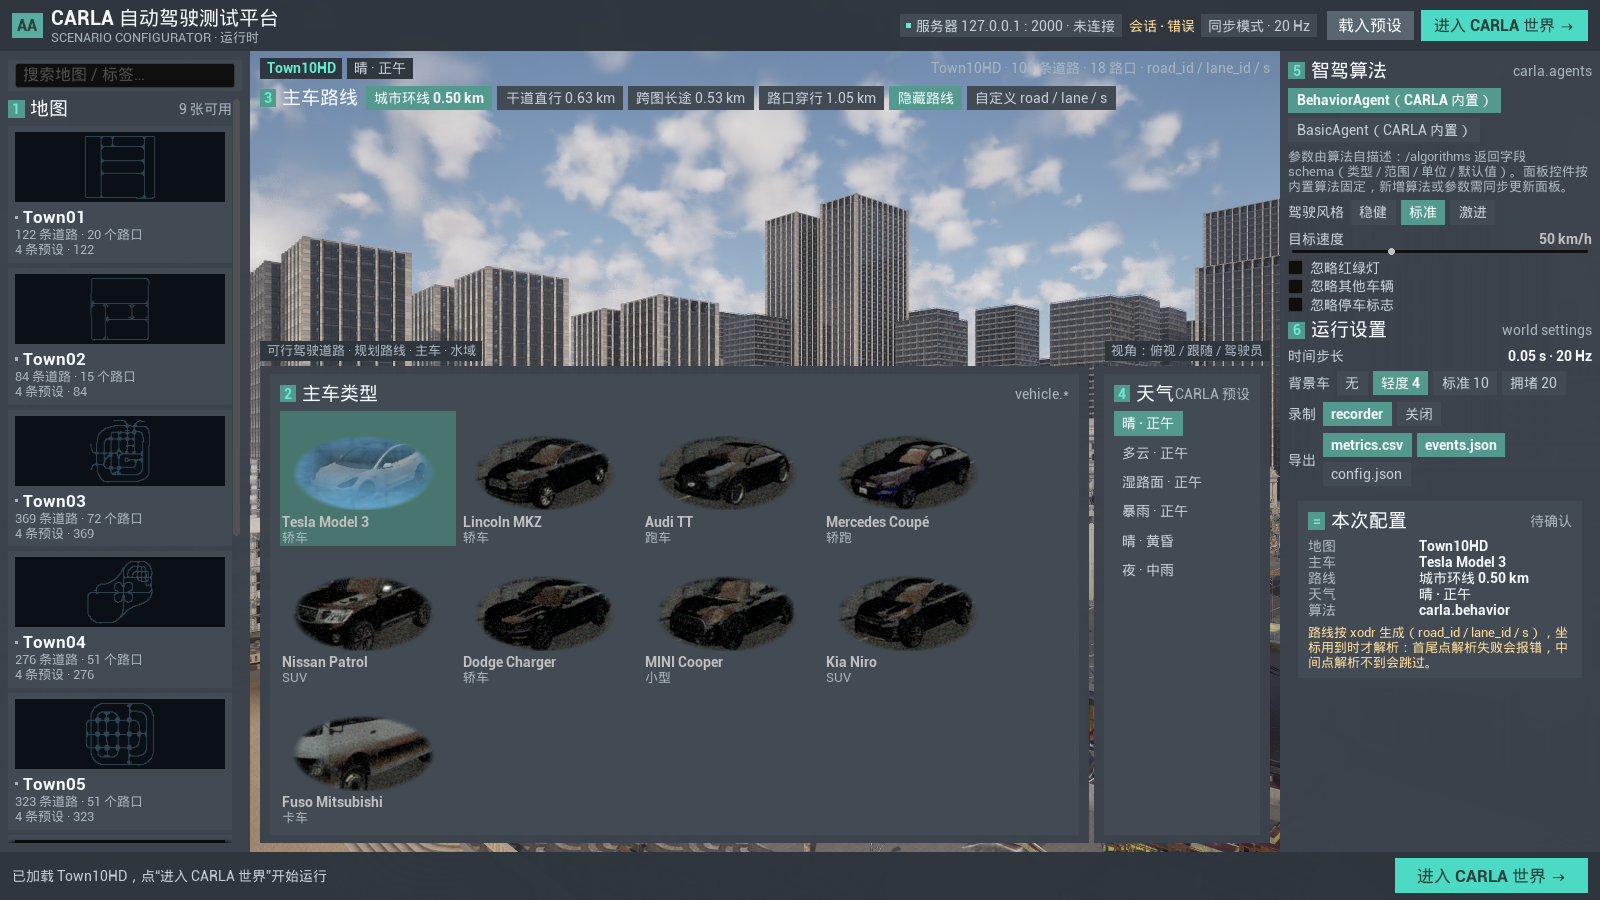 AA
CARLA 自动驾驶测试平台
SCENARIO CONFIGURATOR · 运行时
服务器 127.0.0.1 : 2000 · 未连接
会话 · 错误
同步模式 · 20 Hz
载入预设
进入 CARLA 世界 →
搜索地图 / 标签...
1 地图
9 张可用
Town01
122 条道路 · 20 个路口
4 条预设 · 122
Town02
84 条道路 · 15 个路口
4 条预设 · 84
Town03
369 条道路 · 72 个路口
4 条预设 · 369
Town04
276 条道路 · 51 个路口
4 条预设 · 276
Town05
323 条道路 · 51 个路口
4 条预设 · 323
Town10HD
晴 · 正午
条道路 · 18 路口 · road_id / lane_id / s
3 主车路线
城市环线 0.50 km
干道直行 0.63 km
跨图长途 0.53 km
路口穿行 1.05 km
隐藏路线
自定义 road / lane / s
可行驾驶道路 · 规划路线 · 主车 · 水域
视角：俯视 / 跟随 / 驾驶员
2 主车类型
vehicle.*
Tesla Model 3
轿车
Lincoln MKZ
轿车
Audi TT
跑车
Mercedes Coupé
轿跑
Nissan Patrol
SUV
Dodge Charger
轿车
MINI Cooper
小型
Kia Niro
SUV
Fuso Mitsubishi
卡车
4 天气
CARLA 预设
晴 · 正午
多云 · 正午
湿路面 · 正午
暴雨 · 正午
晴 · 黄昏
夜 · 中雨
5 智驾算法
carla.agents
BehaviorAgent（CARLA 内置）
BasicAgent（CARLA 内置）
参数由算法自描述：/algorithms 返回字段
schema（类型 / 范围 / 单位 / 默认值）。面板控件按
内置算法固定，新增算法或参数需同步更新面板。
驾驶风格
稳健
标准
激进
目标速度
50 km/h
忽略红绿灯
忽略其他车辆
忽略停车标志
6 运行设置
world settings
时间步长
0.05 s · 20 Hz
背景车
无
轻度 4
标准 10
拥堵 20
录制
recorder
关闭
导出
metrics.csv
events.json
config.json
= 本次配置
待确认
地图 Town10HD
主车 Tesla Model 3
路线 城市环线 0.50 km
天气 晴 · 正午
算法 carla.behavior
路线按 xodr 生成（road_id / lane_id / s），坐
标用到时才解析：首尾点解析失败会报错，中
间点解析不到会跳过。
已加载 Town10HD，点“进入 CARLA 世界”开始运行
进入 CARLA 世界 →